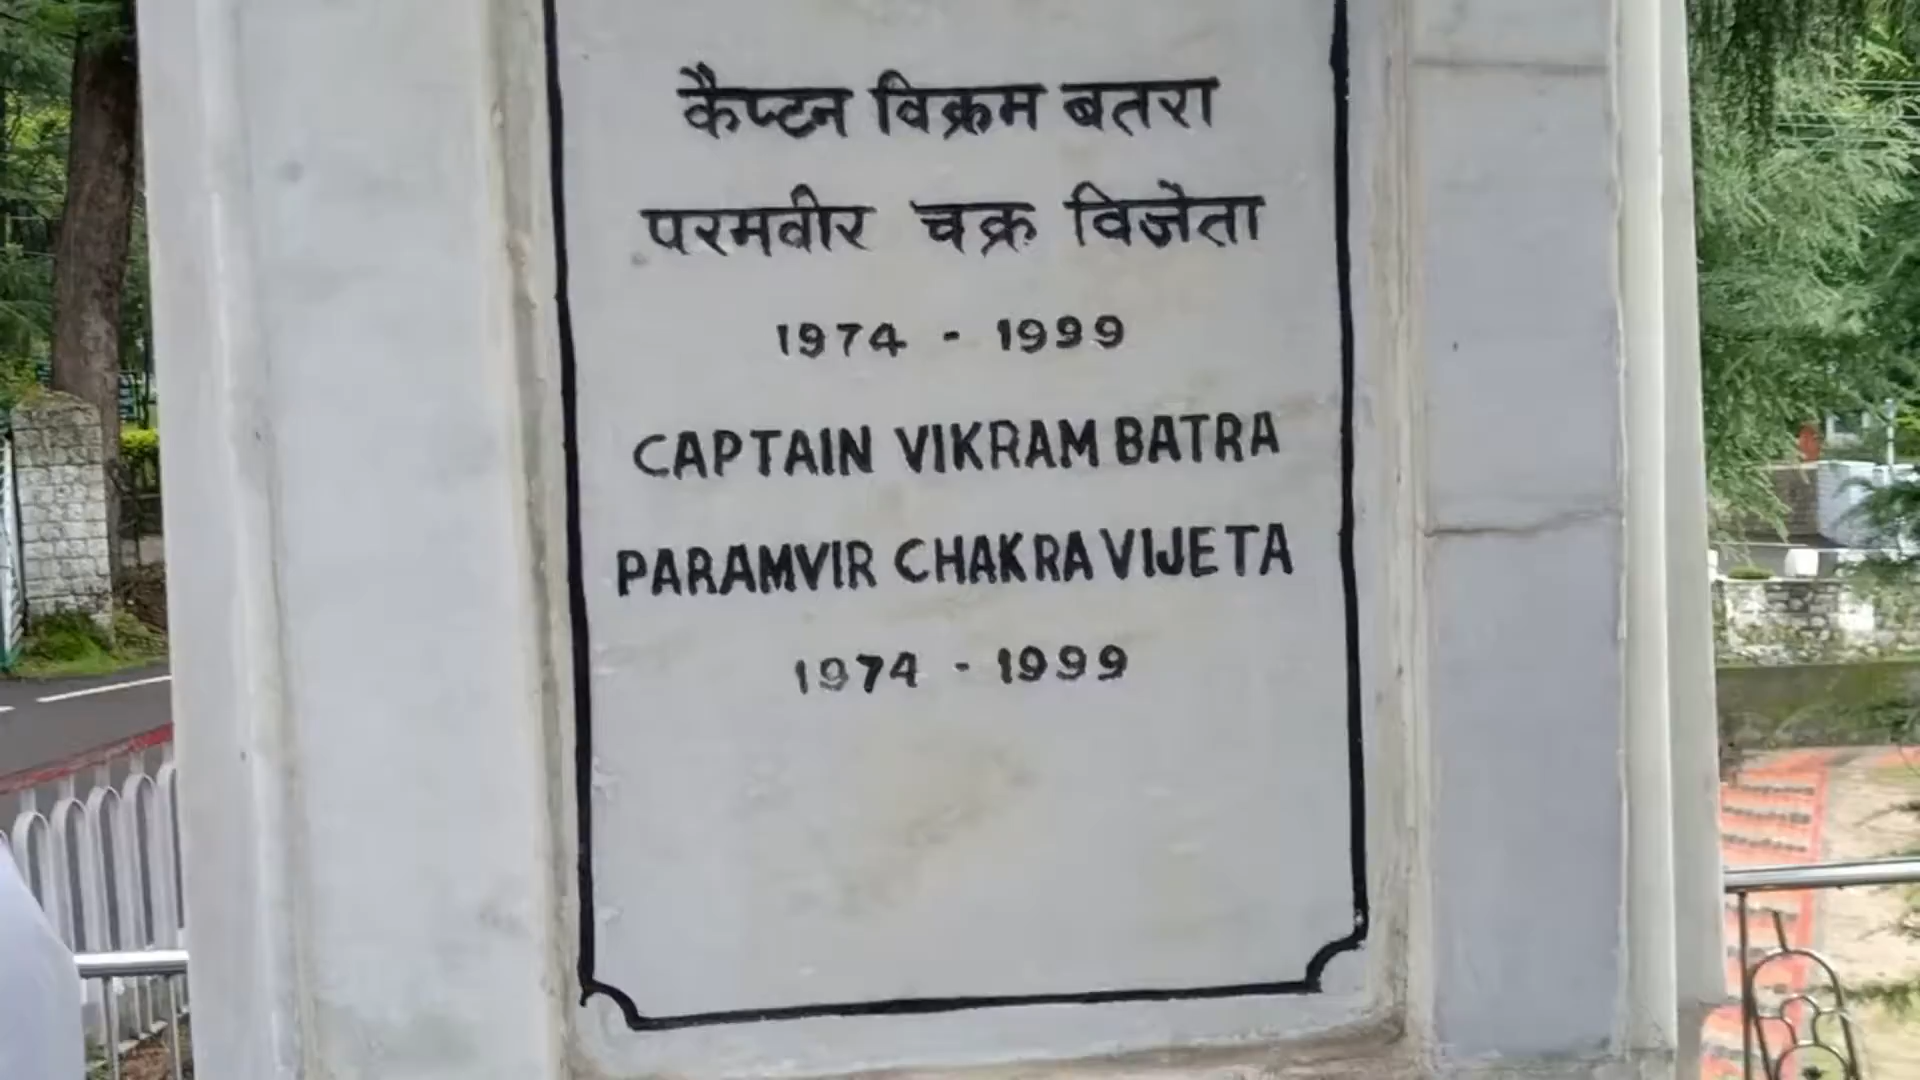 कैप्टन विक्रम बतरा
परमवीर चक्र विजेता
1974 - 1999
CAPTAIN VIKRAM BATRA
PARAMVIR CHAKRA VIJETA
1974 - 1999